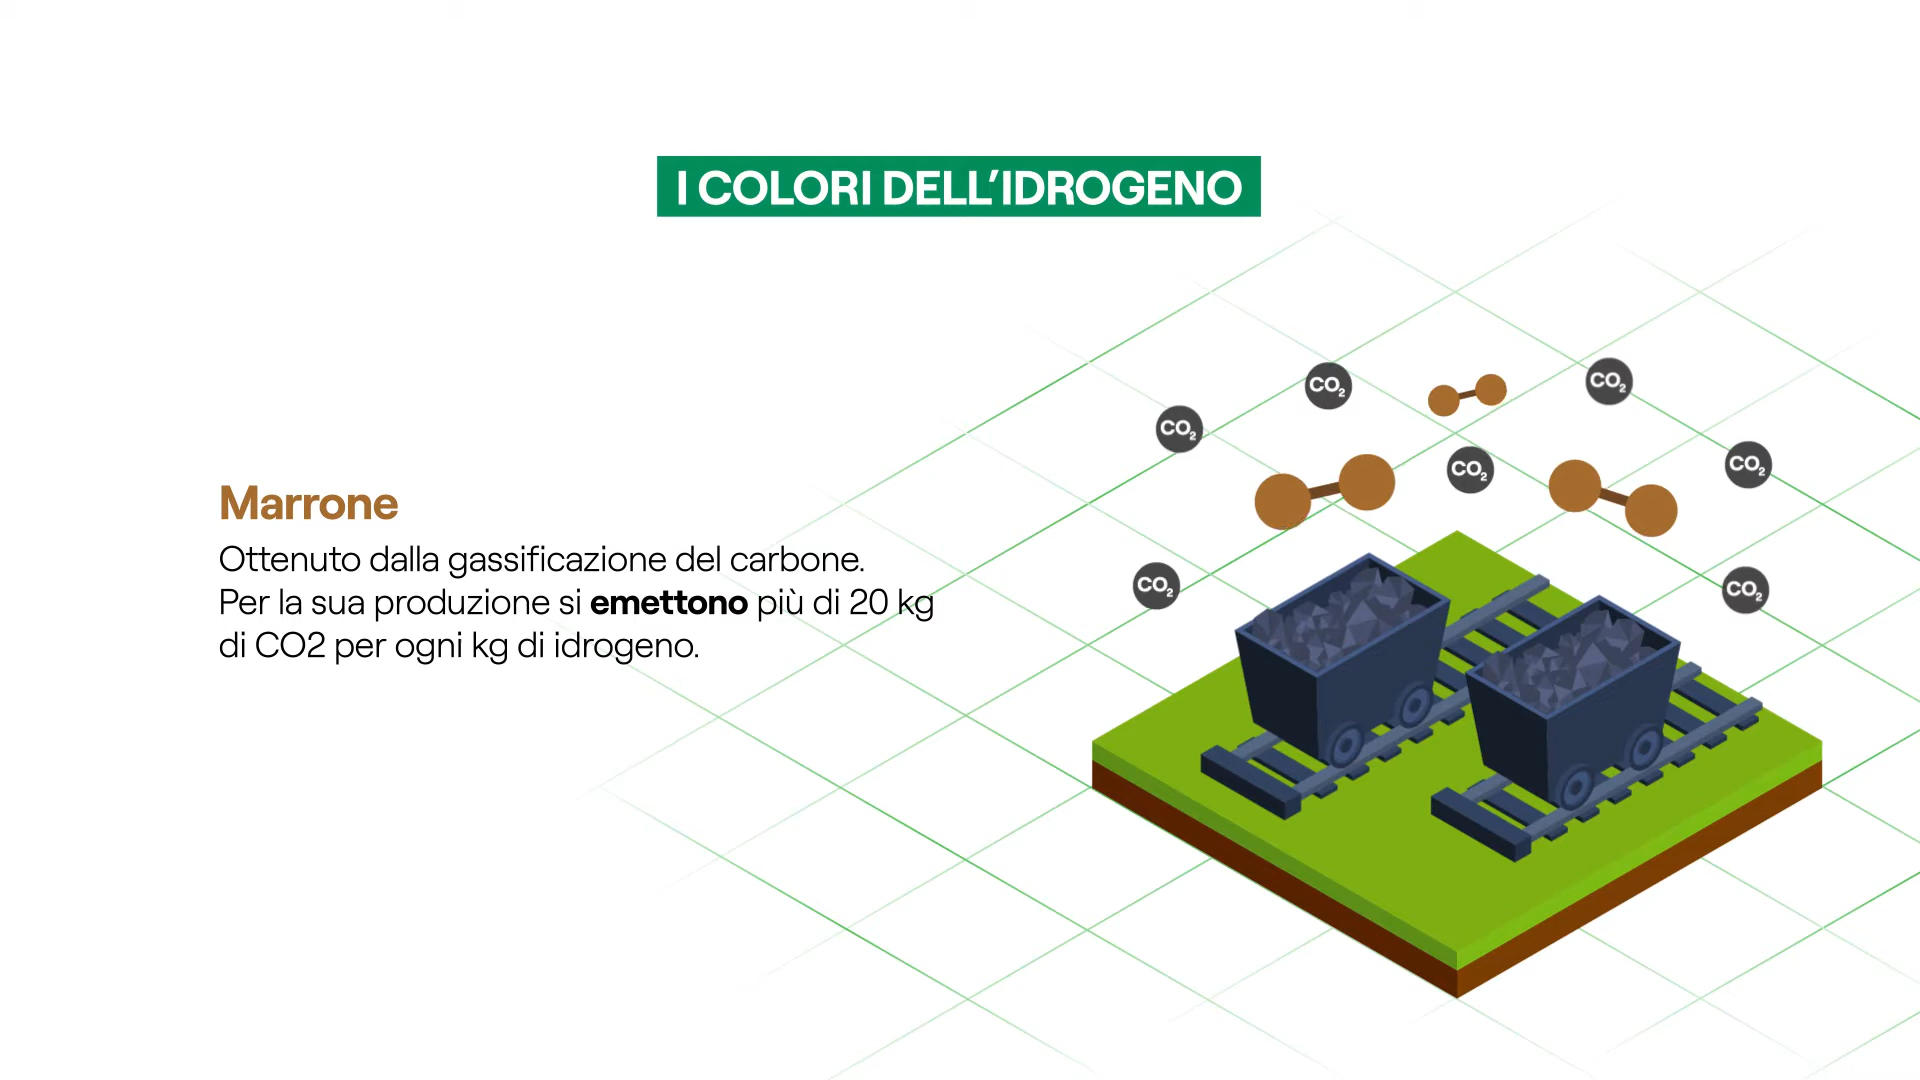 I COLORI DELL’IDROGENO
CO₂
CO₂
CO₂
CO₂
CO₂
Marrone
Ottenuto dalla gassificazione del carbone.
Per la sua produzione si emettono più di 20 kg
di CO2 per ogni kg di idrogeno.
CO₂
CO₂